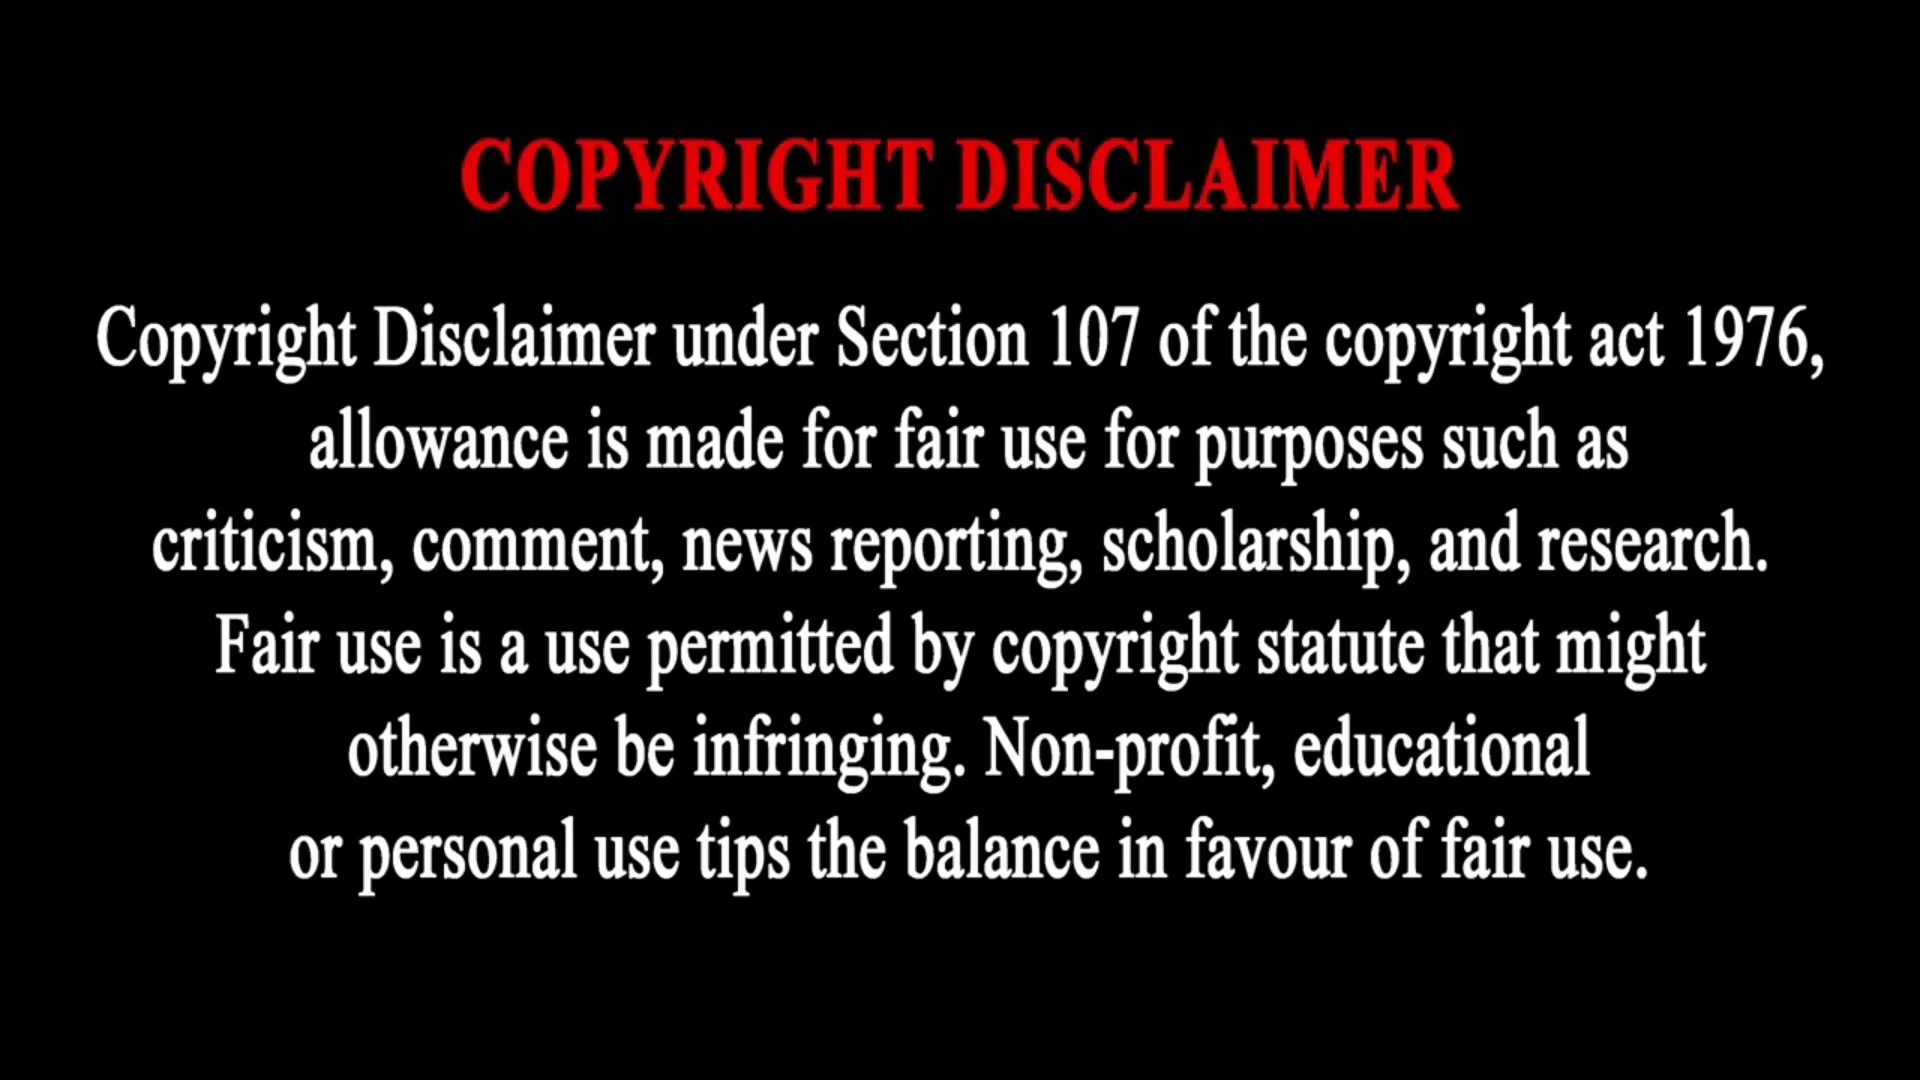 COPYRIGHT DISCLAIMER
Copyright Disclaimer under Section 107 of the copyright act 1976,
allowance is made for fair use for purposes such as
criticism, comment, news reporting, scholarship, and research.
Fair use is a use permitted by copyright statute that might
otherwise be infringing. Non-profit, educational
or personal use tips the balance in favour of fair use.